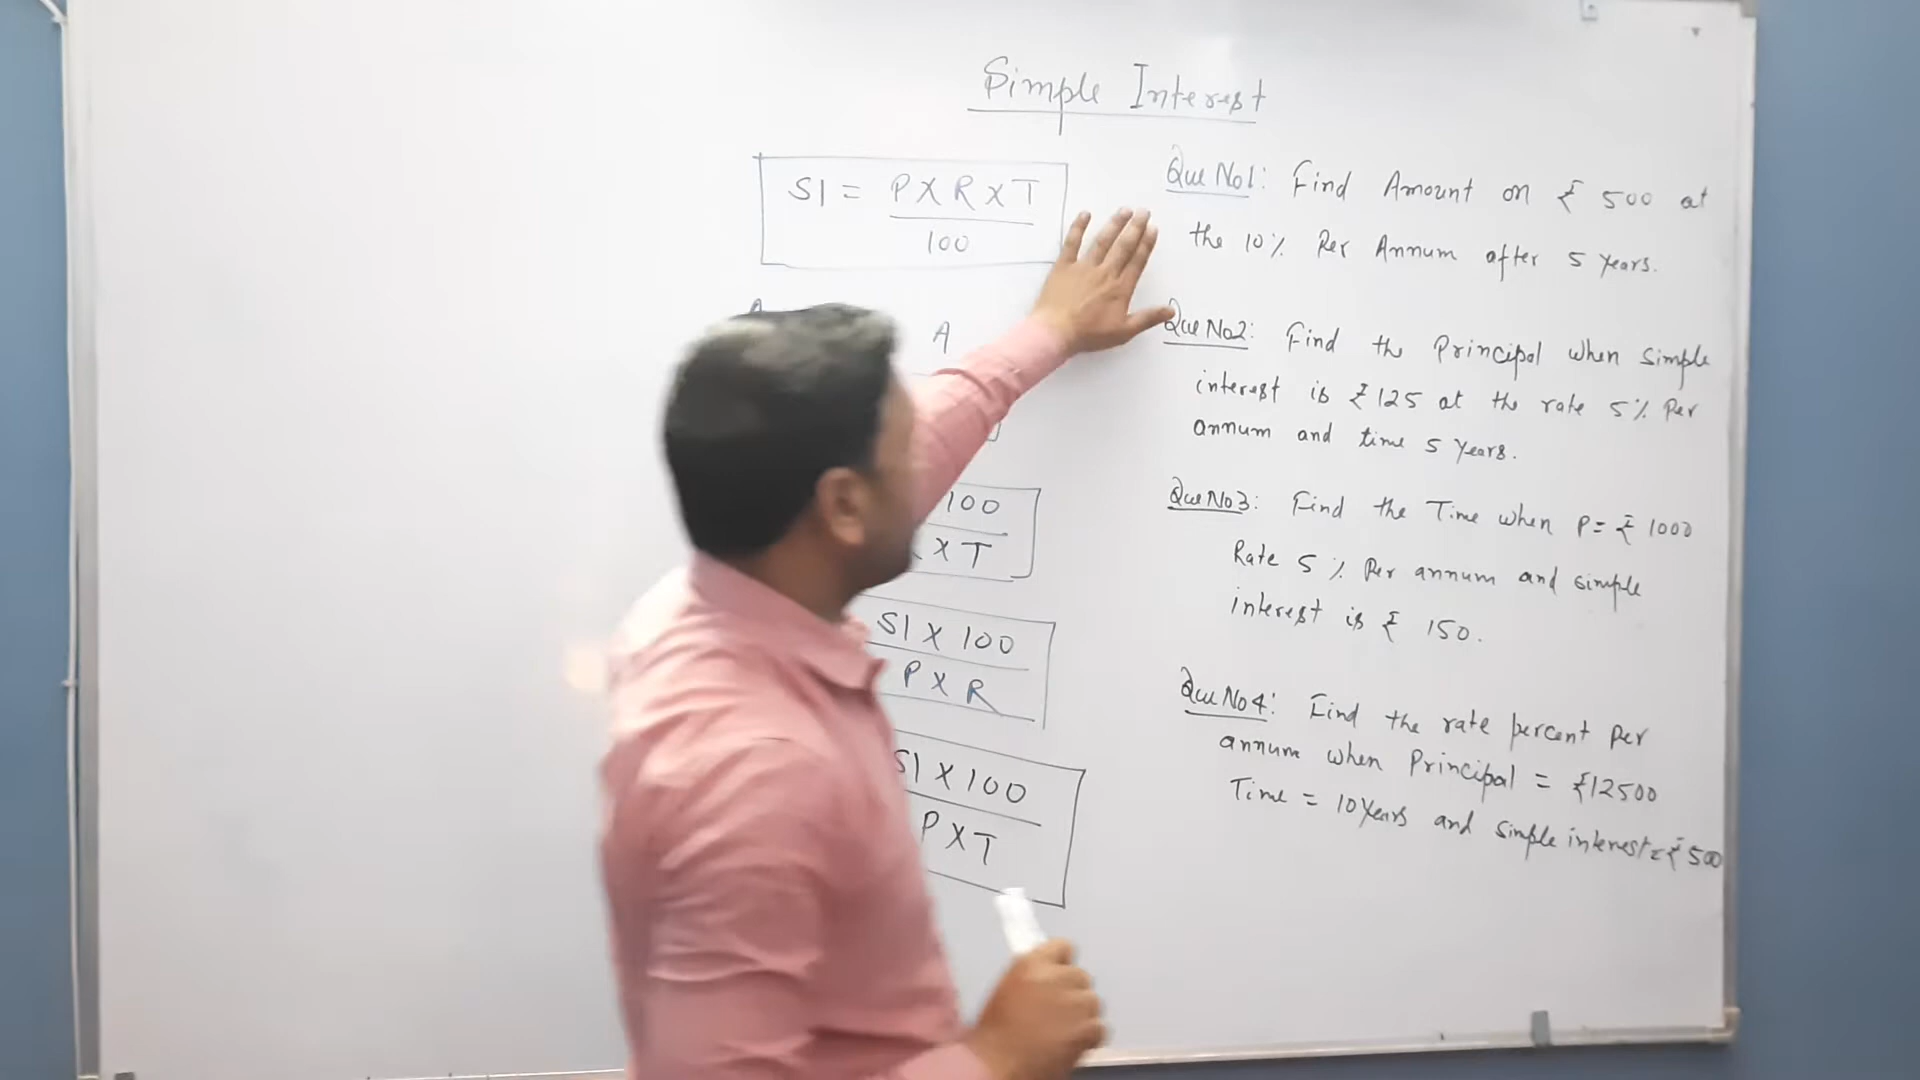 Simple Interest
SI = P X R X T
100
A
A
100
X T
SI X 100
P X R
SI X 100
P X T
Que No1: Find Amount on ₹ 500 at
the 10% Per Annum after 5 years.
Que No2: Find the Principal when simple
interest is ₹ 125 at the rate 5% Per
annum and time 5 years.
Que No3: Find the Time when P= ₹ 1000
Rate 5 % Per annum and simple
interest is ₹ 150.
Que No4: Find the rate percent Per
annum when Principal = ₹12500
Time = 10 Years and simple interest = ₹ 500